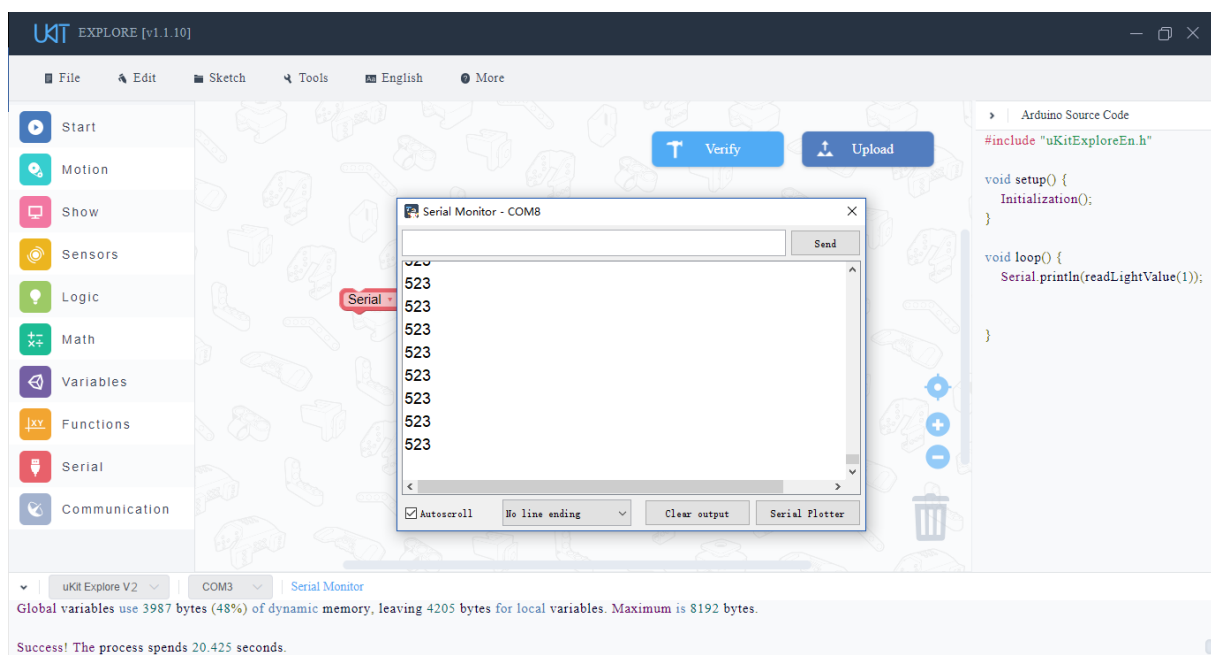 UKIT EXPLORE [v1.1.10]
File Edit Sketch Tools English More
Start
Motion
Show
Sensors
Logic
Math
Variables
Functions
Serial
Communication
Verify Upload
Serial
Serial Monitor - COM8
Send
523
523
523
523
523
523
523
523
523
Autoscroll No line ending Clear output Serial Plotter
Arduino Source Code
#include "uKitExploreEn.h"
void setup() {
Initialization();
}
void loop() {
Serial.println(readLightValue(1));
}
uKit Explore V2 COM3 Serial Monitor
Global variables use 3987 bytes (48%) of dynamic memory, leaving 4205 bytes for local variables. Maximum is 8192 bytes.
Success! The process spends 20.425 seconds.